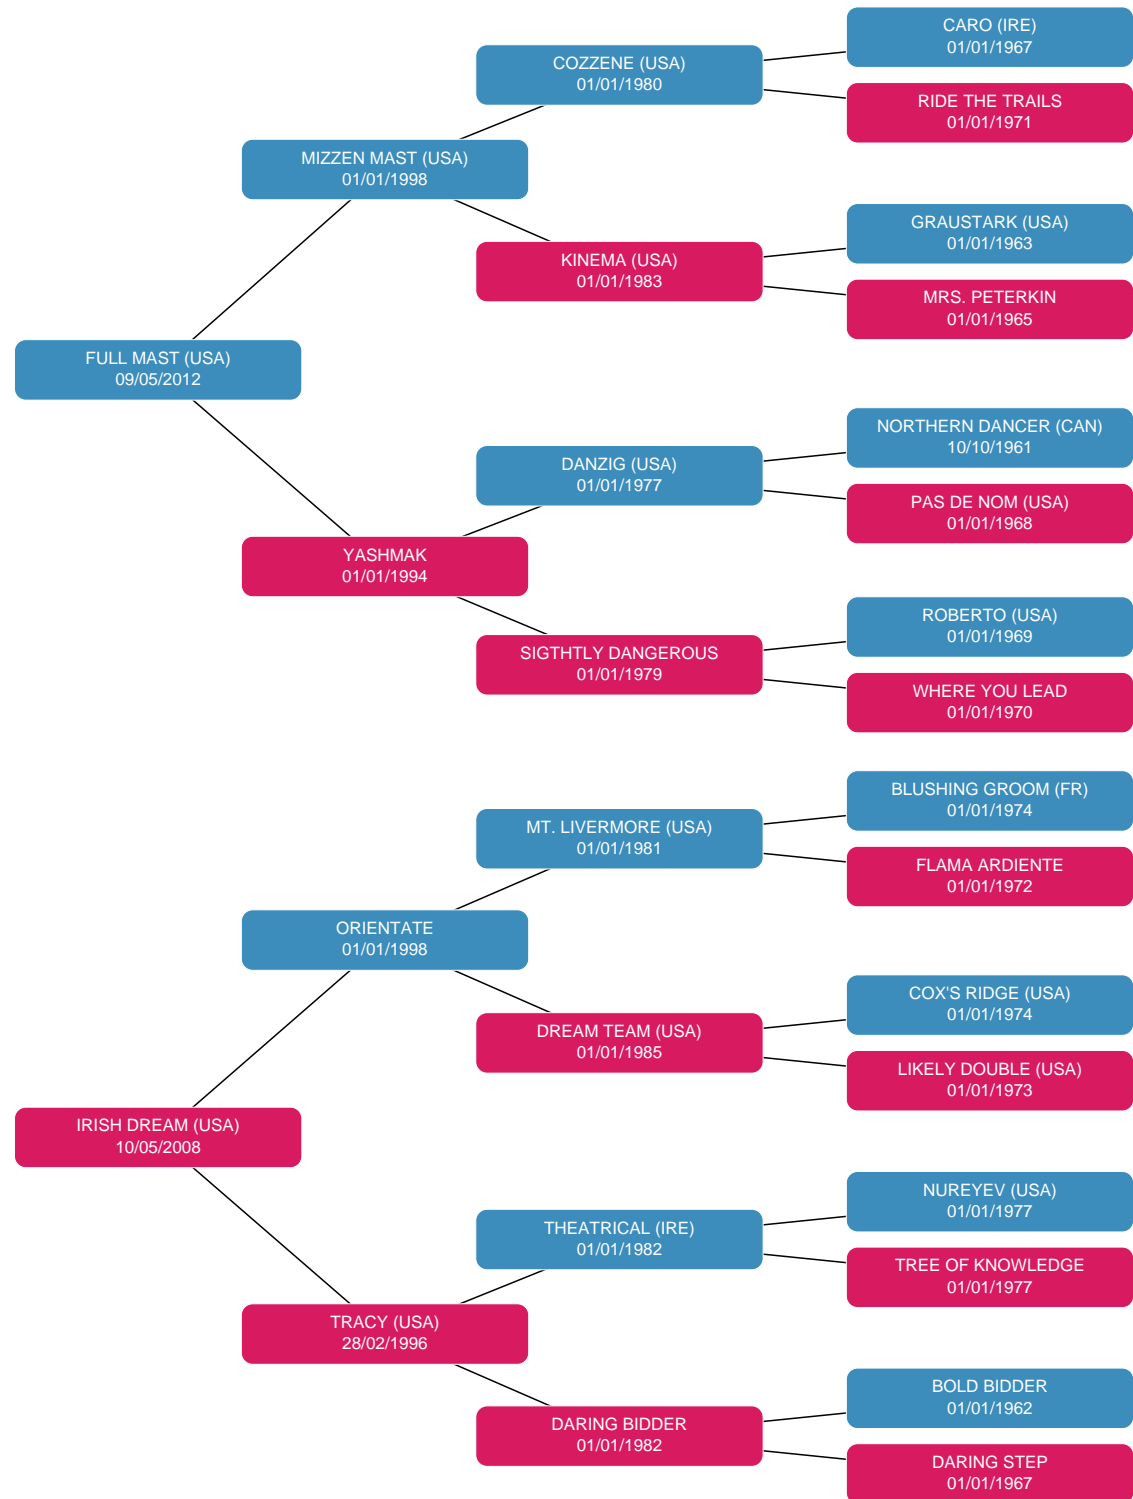 CARO (IRE)
01/01/1967
COZZENE (USA)
01/01/1980
RIDE THE TRAILS
01/01/1971
MIZZEN MAST (USA)
01/01/1998
GRAUSTARK (USA)
01/01/1963
KINEMA (USA)
01/01/1983
MRS. PETERKIN
01/01/1965
FULL MAST (USA)
09/05/2012
NORTHERN DANCER (CAN)
10/10/1961
DANZIG (USA)
01/01/1977
PAS DE NOM (USA)
01/01/1968
YASHMAK
01/01/1994
ROBERTO (USA)
01/01/1969
SIGTHTLY DANGEROUS
01/01/1979
WHERE YOU LEAD
01/01/1970
BLUSHING GROOM (FR)
01/01/1974
MT. LIVERMORE (USA)
01/01/1981
FLAMA ARDIENTE
01/01/1972
ORIENTATE
01/01/1998
COX'S RIDGE (USA)
01/01/1974
DREAM TEAM (USA)
01/01/1985
LIKELY DOUBLE (USA)
01/01/1973
IRISH DREAM (USA)
10/05/2008
NUREYEV (USA)
01/01/1977
THEATRICAL (IRE)
01/01/1982
TREE OF KNOWLEDGE
01/01/1977
TRACY (USA)
28/02/1996
BOLD BIDDER
01/01/1962
DARING BIDDER
01/01/1982
DARING STEP
01/01/1967